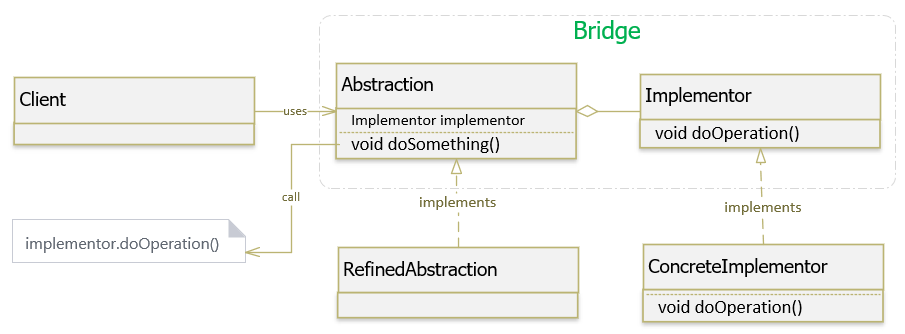 Bridge
Client
uses
Abstraction
Implementor implementor
void doSomething()
Implementor
void doOperation()
call
implements
implements
implementor.doOperation()
RefinedAbstraction
ConcreteImplementor
void doOperation()